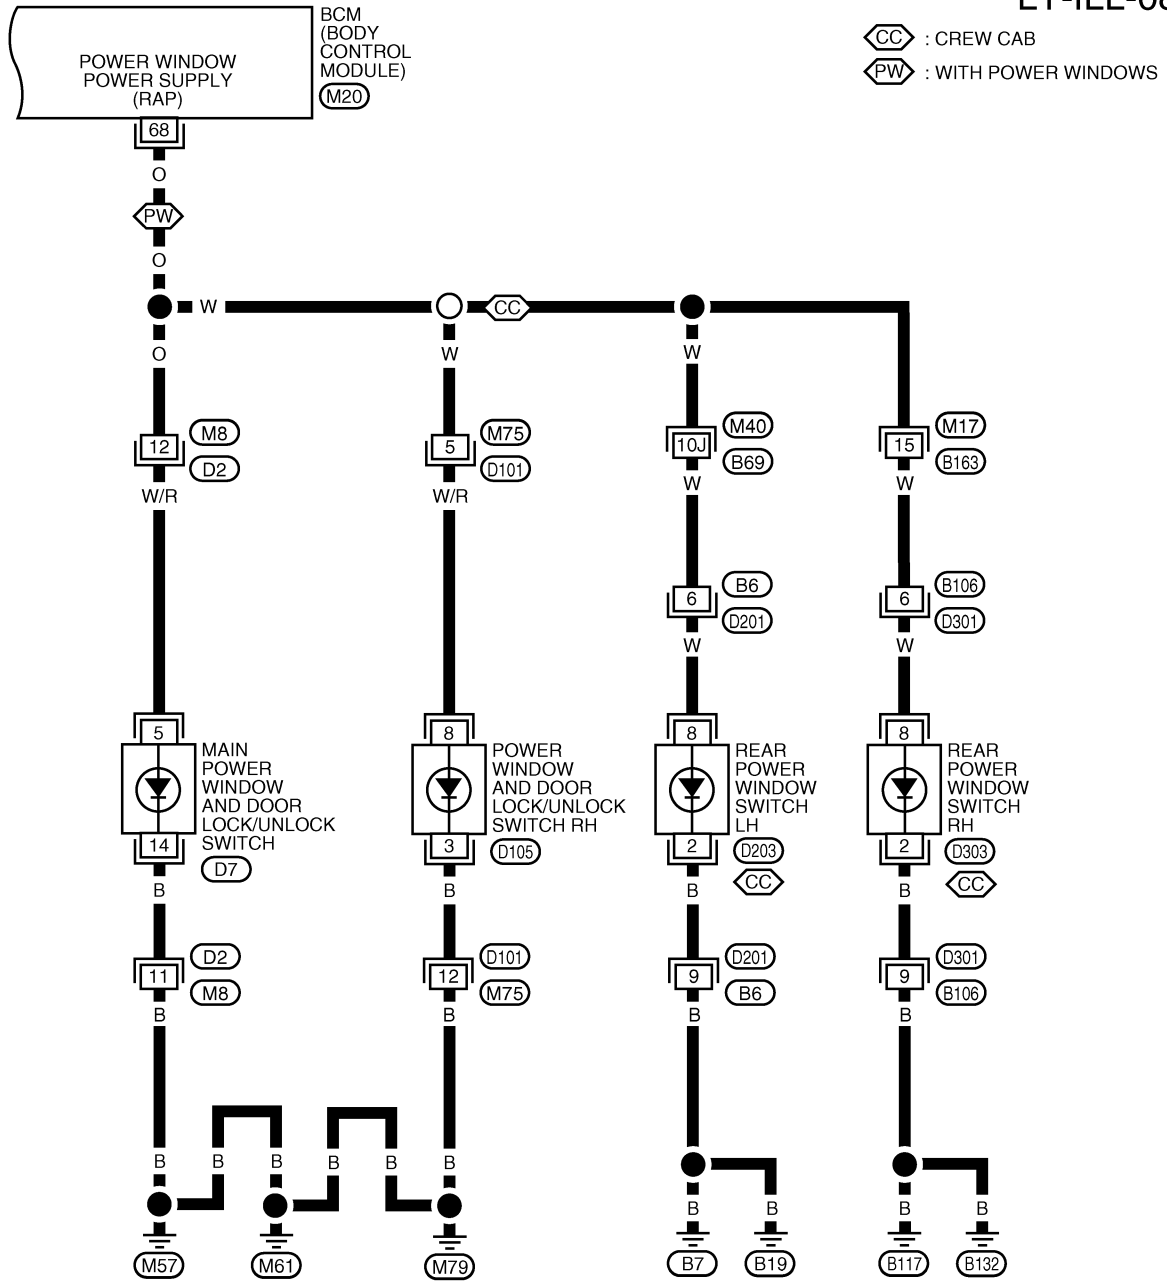 BCM
(BODY
CONTROL
MODULE)
M20
POWER WINDOW
POWER SUPPLY
(RAP)
68
CC : CREW CAB
PW : WITH POWER WINDOWS
O
PW
O
W
CC
O
W
W
12
M8
D2
5
M75
D101
10J
M40
B69
15
M17
B163
W/R
W/R
W
W
6
B6
D201
6
B106
D301
W
W
5
8
8
8
MAIN
POWER
WINDOW
AND DOOR
LOCK/UNLOCK
SWITCH
D7
POWER
WINDOW
AND DOOR
LOCK/UNLOCK
SWITCH RH
D105
REAR
POWER
WINDOW
SWITCH
LH
D203
CC
REAR
POWER
WINDOW
SWITCH
RH
D303
CC
14
3
2
2
B
B
B
B
11
D2
M8
12
D101
M75
9
D201
B6
9
D301
B106
B
B
B
B
B
B
B
B
B
B
B
B
B
B
M57
M61
M79
B7
B19
B117
B132